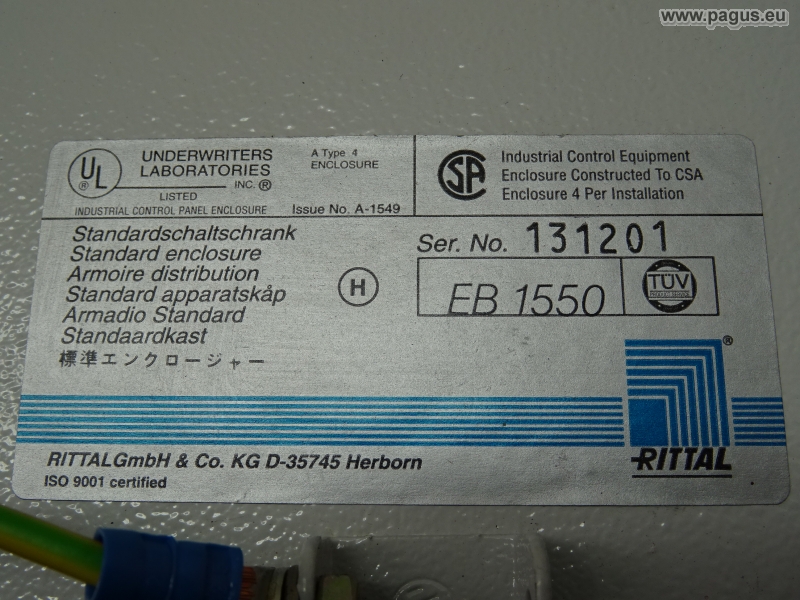 www.pagus.eu
UL
®
UNDERWRITERS
LABORATORIES
INC.®
LISTED
INDUSTRIAL CONTROL PANEL ENCLOSURE
A Type 4
ENCLOSURE
Issue No. A-1549
SA
Industrial Control Equipment
Enclosure Constructed To CSA
Enclosure 4 Per Installation
Standardschaltschrank
Standard enclosure
Armoire distribution
Standard apparatskåp
Armadio Standard
Standaardkast
標準エンクロージャー
H
Ser. No. 131201
EB 1550
TÜV
®
RITTAL
RITTALGmbH & Co. KG D-35745 Herborn
ISO 9001 certified